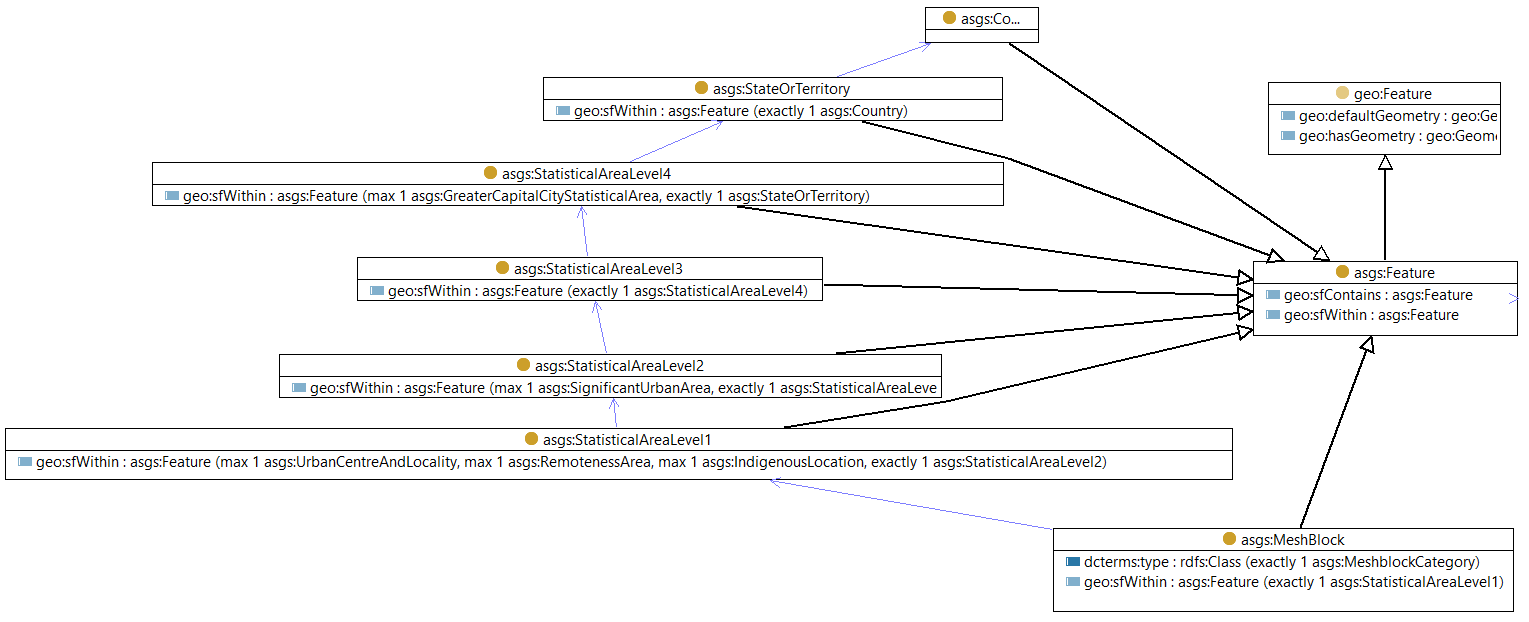 asgs:Co...
asgs:StateOrTerritory
geo:sfWithin : asgs:Feature (exactly 1 asgs:Country)
geo:Feature
geo:defaultGeometry : geo:Ge
geo:hasGeometry : geo:Geom
asgs:StatisticalAreaLevel4
geo:sfWithin : asgs:Feature (max 1 asgs:GreaterCapitalCityStatisticalArea, exactly 1 asgs:StateOrTerritory)
asgs:StatisticalAreaLevel3
geo:sfWithin : asgs:Feature (exactly 1 asgs:StatisticalAreaLevel4)
asgs:Feature
geo:sfContains : asgs:Feature
geo:sfWithin : asgs:Feature
asgs:StatisticalAreaLevel2
geo:sfWithin : asgs:Feature (max 1 asgs:SignificantUrbanArea, exactly 1 asgs:StatisticalAreaLeve
asgs:StatisticalAreaLevel1
geo:sfWithin : asgs:Feature (max 1 asgs:UrbanCentreAndLocality, max 1 asgs:RemotenessArea, max 1 asgs:IndigenousLocation, exactly 1 asgs:StatisticalAreaLevel2)
asgs:MeshBlock
dcterms:type : rdfs:Class (exactly 1 asgs:MeshblockCategory)
geo:sfWithin : asgs:Feature (exactly 1 asgs:StatisticalAreaLevel1)